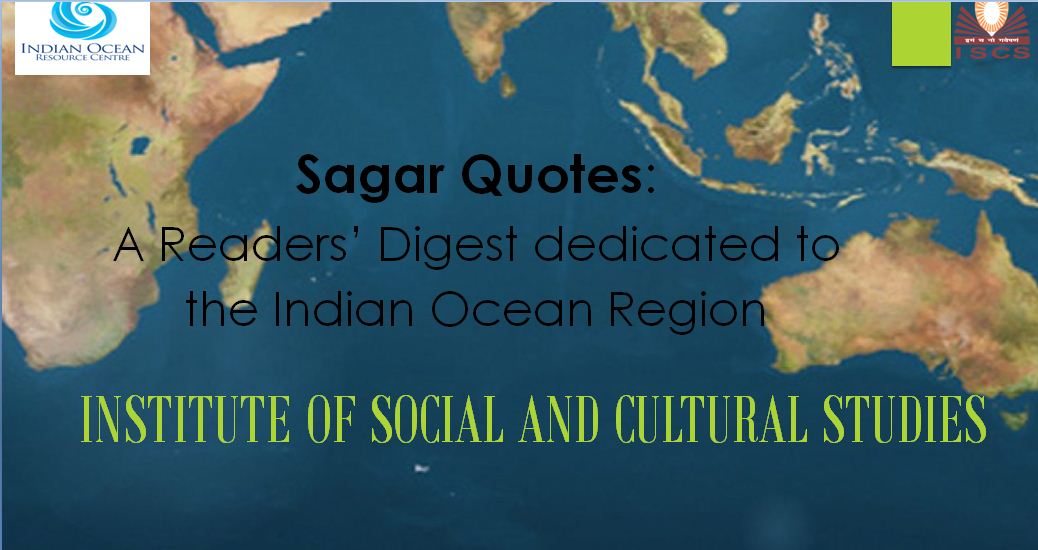 INDIAN OCEAN
RESOURCE CENTRE
ISCS
Sagar Quotes:
A Readers’ Digest dedicated to
the Indian Ocean Region
INSTITUTE OF SOCIAL AND CULTURAL STUDIES